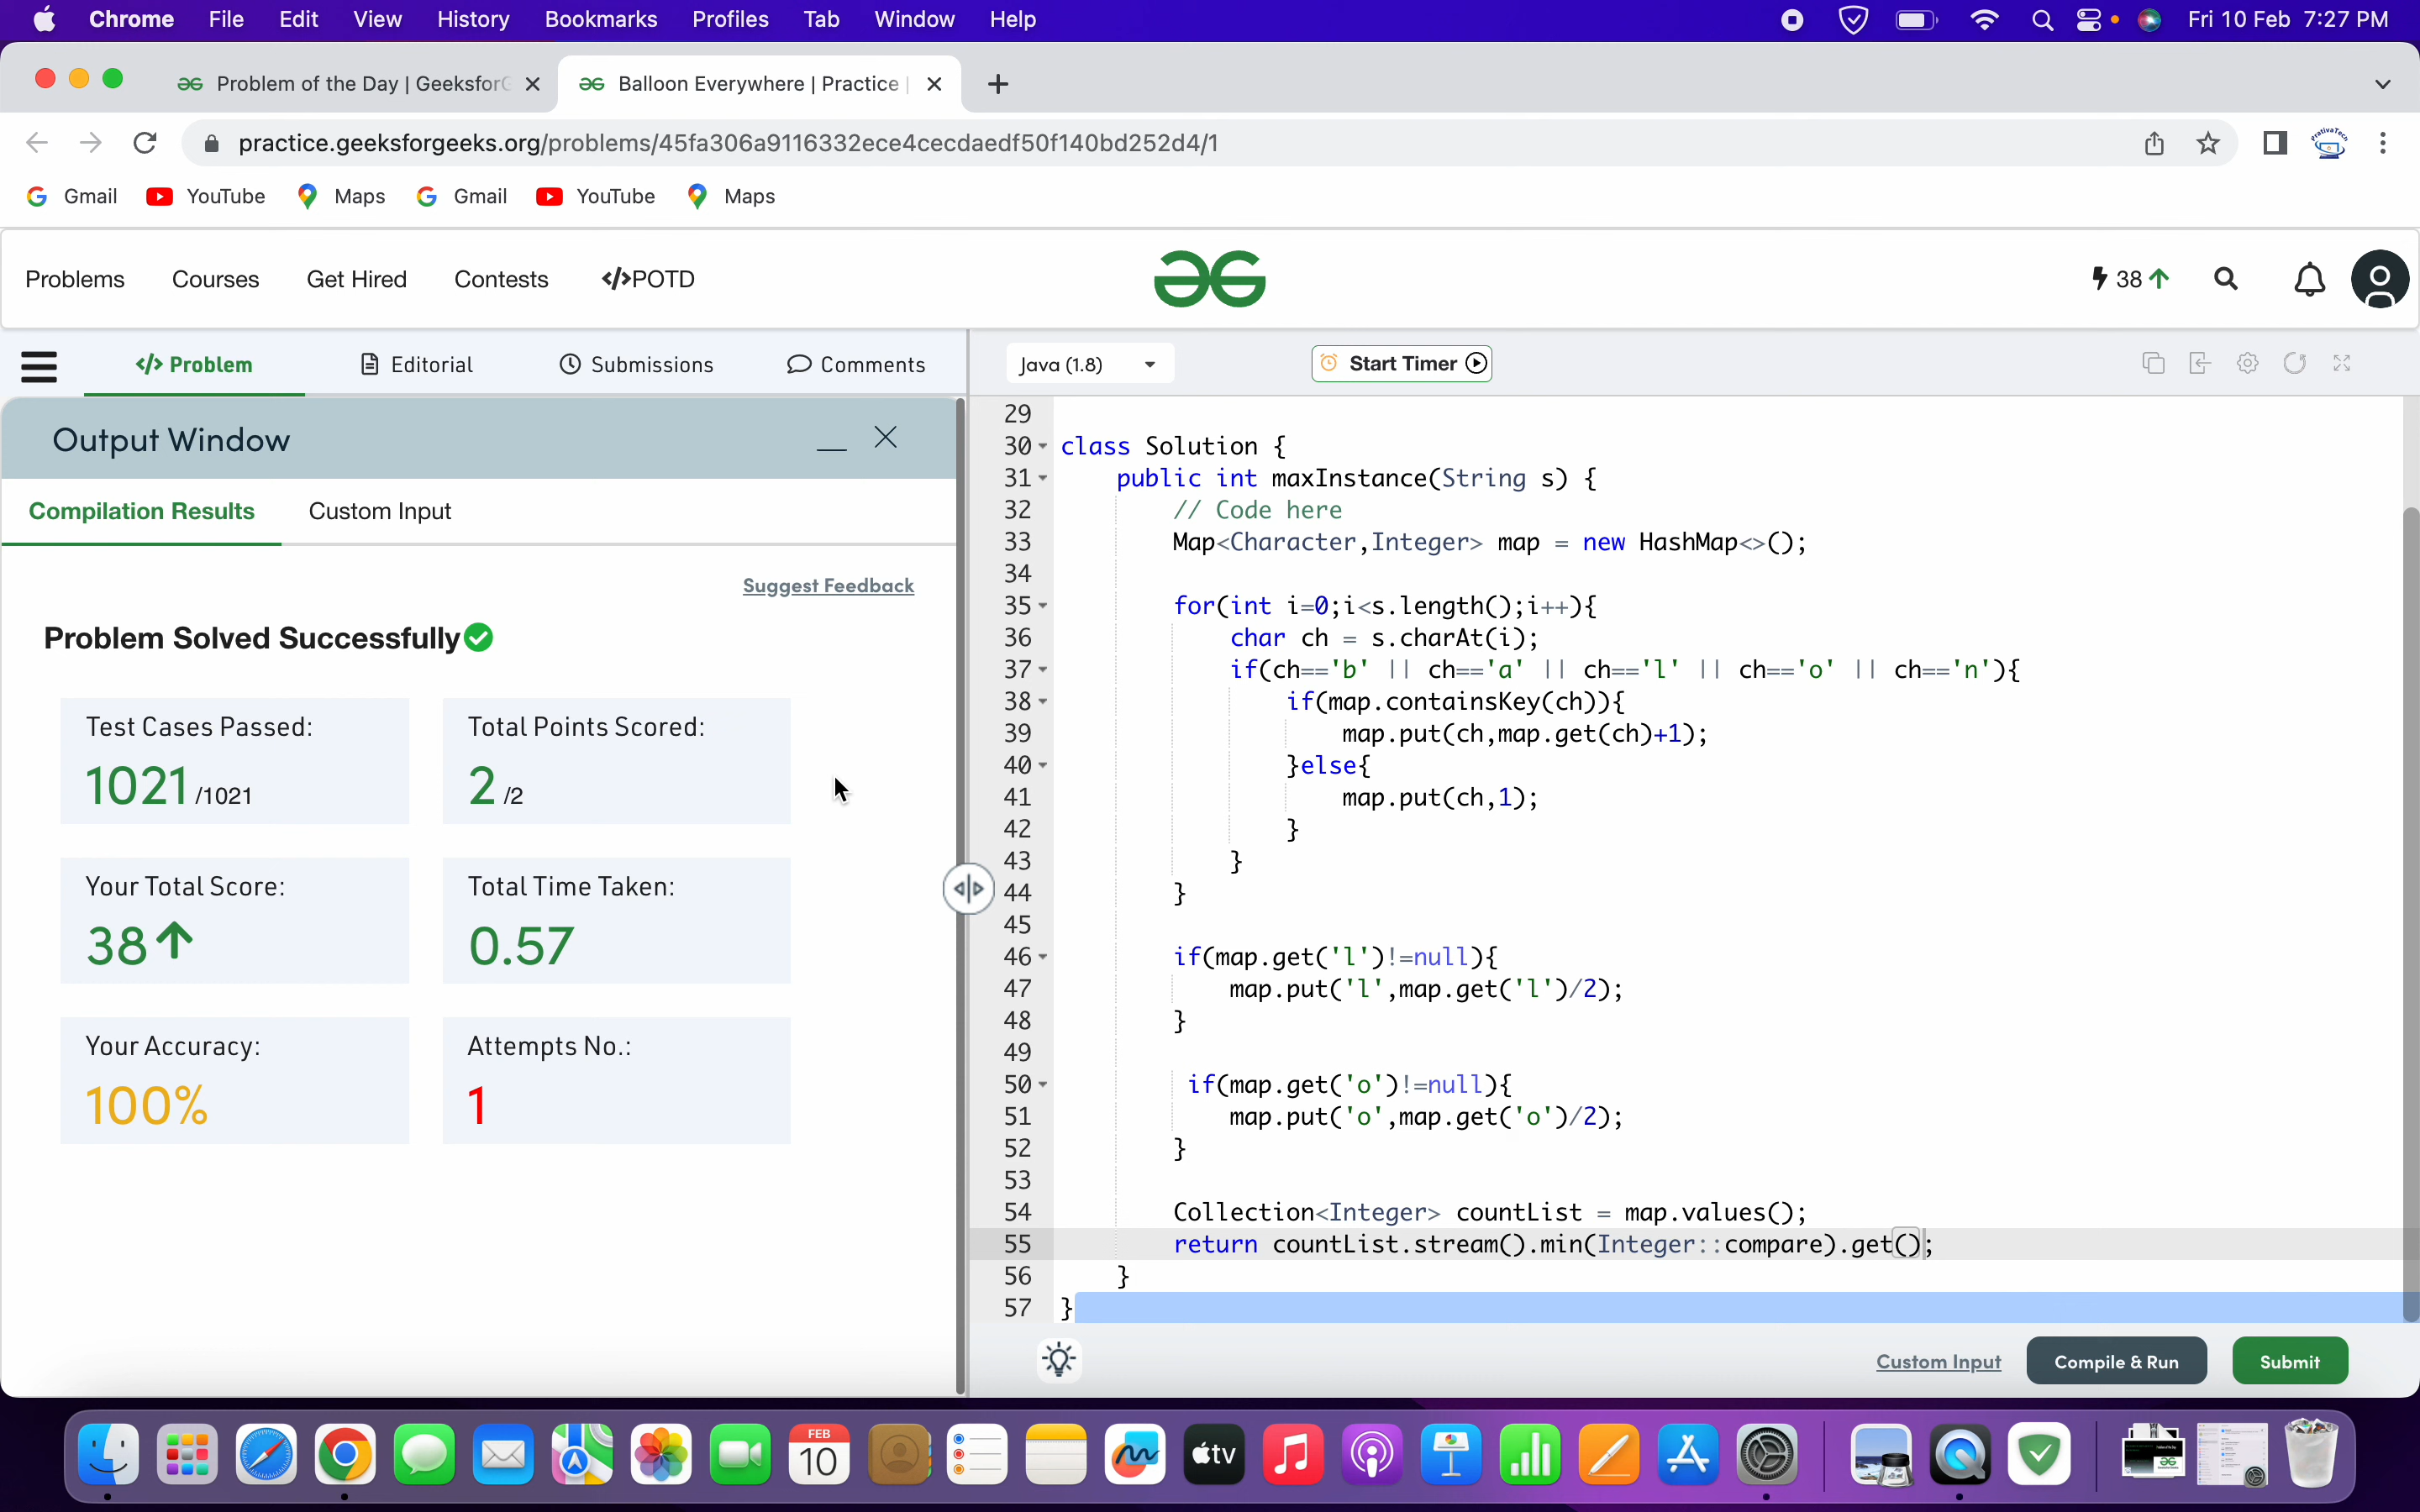 Chrome File Edit View History Bookmarks Profiles Tab Window Help Fri 10 Feb 7:27 PM
Problem of the Day | Geeksfor Balloon Everywhere | Practice |
practice.geeksforgeeks.org/problems/45fa306a9116332ece4cecdaedf50f140bd252d4/1
Gmail YouTube Maps Gmail YouTube Maps
Problems Courses Get Hired Contests </>POTD 38
</> Problem Editorial Submissions Comments Java (1.8) Start Timer
Output Window
Compilation Results Custom Input
Suggest Feedback
Problem Solved Successfully
Test Cases Passed: Total Points Scored:
1021 /1021 2 /2
Your Total Score: Total Time Taken:
38 0.57
Your Accuracy: Attempts No.:
100% 1
29
30 class Solution {
31 public int maxInstance(String s) {
32 // Code here
33 Map<Character,Integer> map = new HashMap<>();
34
35 for(int i=0;i<s.length();i++){
36 char ch = s.charAt(i);
37 if(ch=='b' || ch=='a' || ch=='l' || ch=='o' || ch=='n'){
38 if(map.containsKey(ch)){
39 map.put(ch,map.get(ch)+1);
40 }else{
41 map.put(ch,1);
42 }
43 }
44 }
45
46 if(map.get('l')!=null){
47 map.put('l',map.get('l')/2);
48 }
49
50 if(map.get('o')!=null){
51 map.put('o',map.get('o')/2);
52 }
53
54 Collection<Integer> countList = map.values();
55 return countList.stream().min(Integer::compare).get();
56 }
57 }
Custom Input Compile & Run Submit
FEB
10
tv